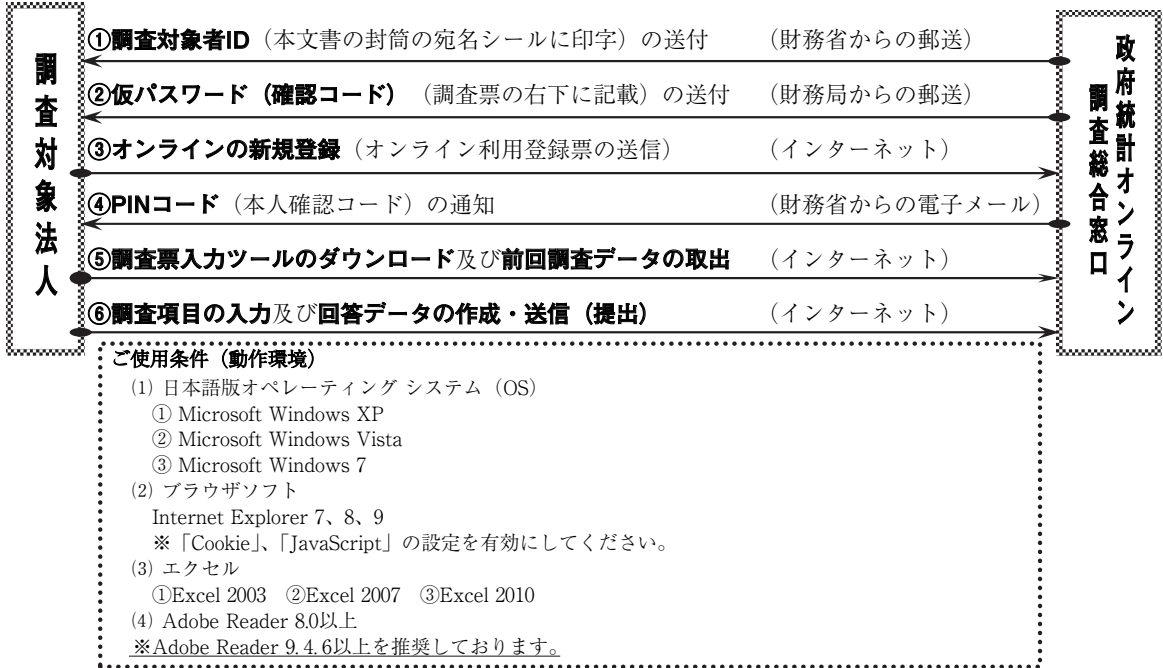 調査対象法人
政府統計オンライン
調査総合窓口
①調査対象者ID（本文書の封筒の宛名シールに印字）の送付　（財務省からの郵送）
②仮パスワード（確認コード）（調査票の右下に記載）の送付　（財務局からの郵送）
③オンラインの新規登録（オンライン利用登録票の送信）　（インターネット）
④PINコード（本人確認コード）の通知　（財務省からの電子メール）
⑤調査票入力ツールのダウンロード及び前回調査データの取出　（インターネット）
⑥調査項目の入力及び回答データの作成・送信（提出）　（インターネット）
ご使用条件（動作環境）
⑴ 日本語版オペレーティング システム（OS）
① Microsoft Windows XP
② Microsoft Windows Vista
③ Microsoft Windows 7
⑵ ブラウザソフト
Internet Explorer 7、8、9
※「Cookie」、「JavaScript」の設定を有効にしてください。
⑶ エクセル
①Excel 2003　②Excel 2007　③Excel 2010
⑷ Adobe Reader 8.0以上
※Adobe Reader 9.4.6以上を推奨しております。